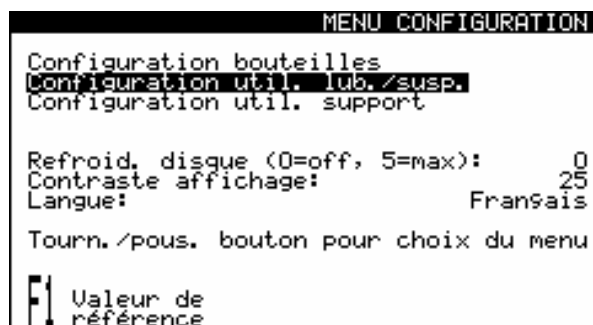 MENU CONFIGURATION
Configuration bouteilles
Configuration util. lub./susp.
Configuration util. support
Refroid. disque (0=off, 5=max): 0
Contraste affichage: 25
Langue: Français
Tourn./pous. bouton pour choix du menu
F1 Valeur de
référence